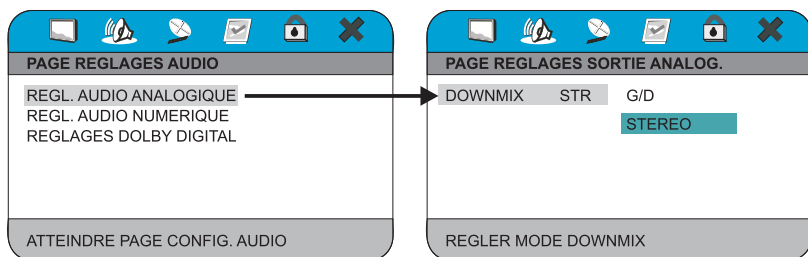 PAGE REGLAGES AUDIO
REGL. AUDIO ANALOGIQUE
REGL. AUDIO NUMERIQUE
REGLAGES DOLBY DIGITAL
ATTEINDRE PAGE CONFIG. AUDIO
PAGE REGLAGES SORTIE ANALOG.
DOWNMIX STR G/D
STEREO
REGLER MODE DOWNMIX